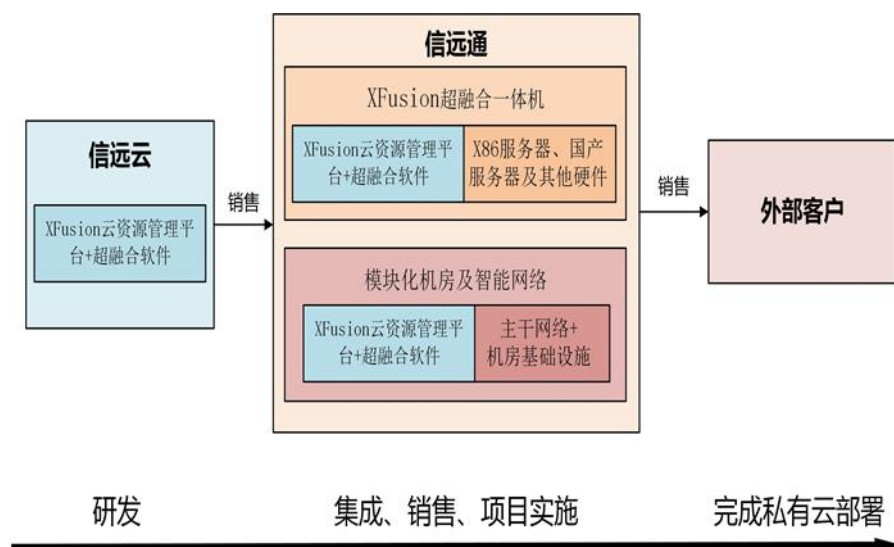 信远云
XFusion云资源管理平
台+超融合软件
销售
信远通
XFusion超融合一体机
XFusion云资源管理平
台+超融合软件
X86服务器、国产
服务器及其他硬件
模块化机房及智能网络
XFusion云资源管理平
台+超融合软件
主干网络+
机房基础设施
销售
外部客户
研发
集成、销售、项目实施
完成私有云部署